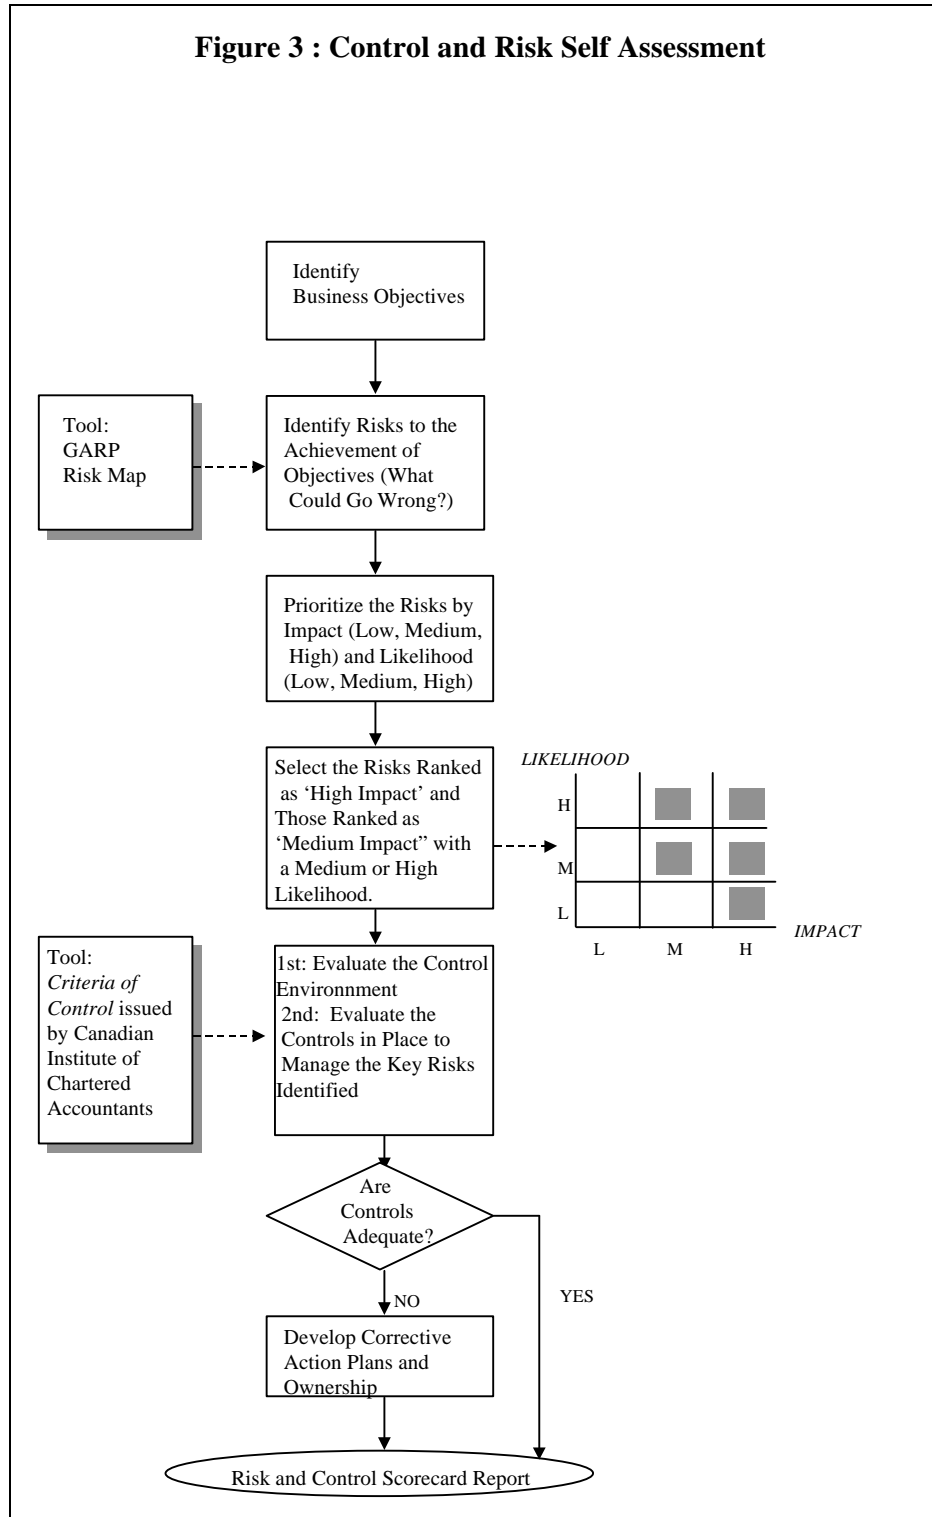 Figure 3 : Control and Risk Self Assessment
Identify
Business Objectives
Tool:
GARP
Risk Map
Identify Risks to the
Achievement of
Objectives (What
Could Go Wrong?)
Prioritize the Risks by
Impact (Low, Medium,
High) and Likelihood
(Low, Medium, High)
Select the Risks Ranked
as ‘High Impact’ and
Those Ranked as
‘Medium Impact” with
a Medium or High
Likelihood.
LIKELIHOOD
H
M
L
L M H
IMPACT
Tool:
Criteria of
Control issued
by Canadian
Institute of
Chartered
Accountants
1st: Evaluate the Control
Environnment
2nd: Evaluate the
Controls in Place to
Manage the Key Risks
Identified
Are
Controls
Adequate?
NO
YES
Develop Corrective
Action Plans and
Ownership
Risk and Control Scorecard Report